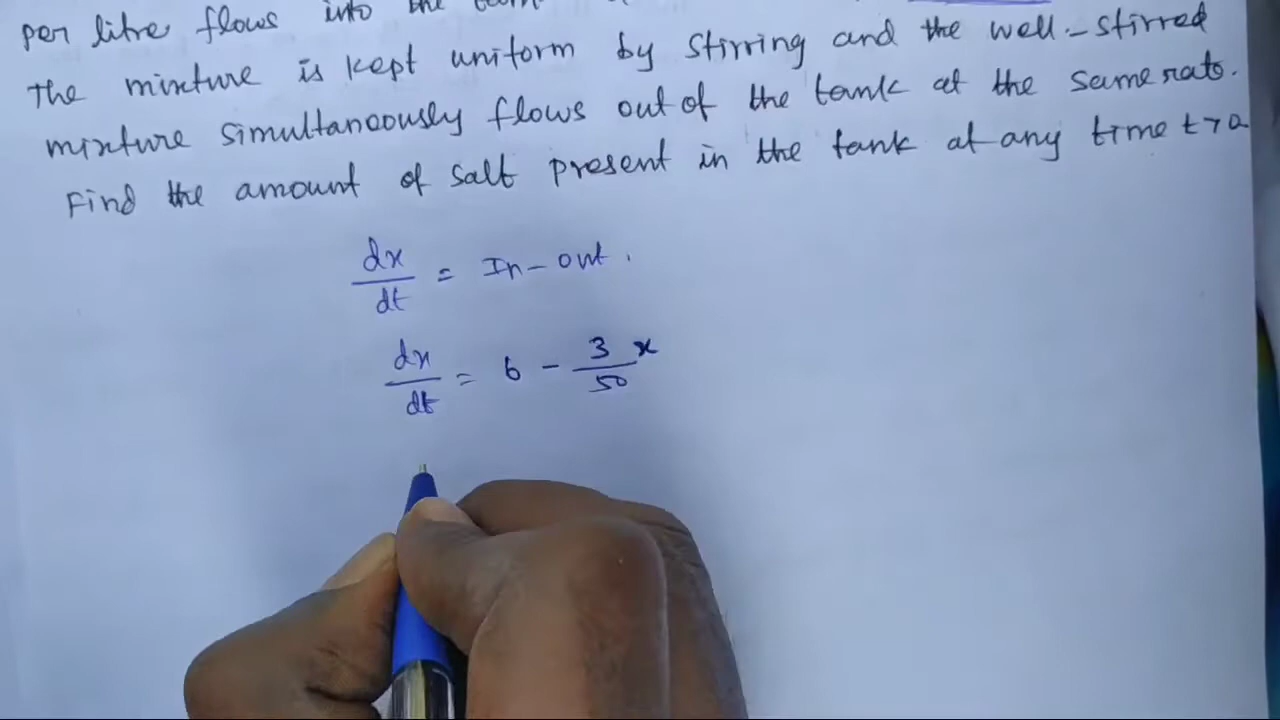 per litre flows into the
The mixture is kept uniform by stirring and the well-stirred
mixture simultaneously flows out of the tank at the same rate.
Find the amount of salt present in the tank at any time t>0
dx/dt = In - out.
dx/dt = 6 - 3/50 x